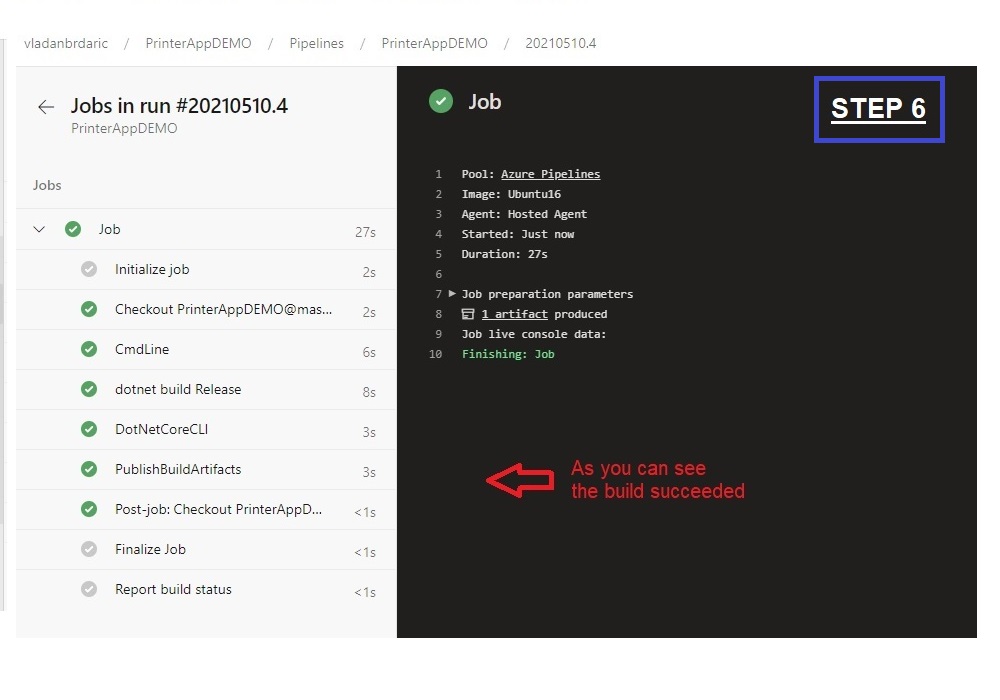 vladanbrdaric / PrinterAppDEMO / Pipelines / PrinterAppDEMO / 20210510.4
Jobs in run #20210510.4
PrinterAppDEMO
Jobs
Job 27s
Initialize job 2s
Checkout PrinterAppDEMO@mas... 2s
CmdLine 6s
dotnet build Release 8s
DotNetCoreCLI 3s
PublishBuildArtifacts 3s
Post-job: Checkout PrinterAppD... <1s
Finalize Job <1s
Report build status <1s
Job
STEP 6
1 Pool: Azure Pipelines
2 Image: Ubuntu16
3 Agent: Hosted Agent
4 Started: Just now
5 Duration: 27s
6
7 Job preparation parameters
8 1 artifact produced
9 Job live console data:
10 Finishing: Job
As you can see
the build succeeded